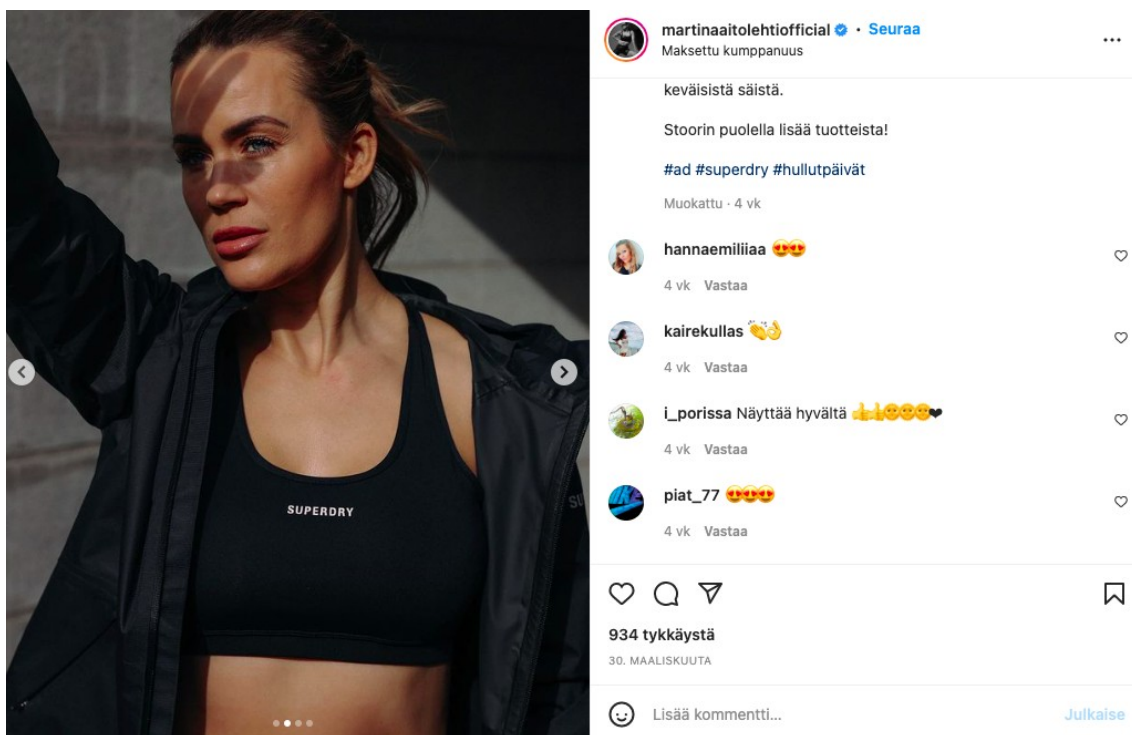 SUPERDRY
martinaaitolehtiofficial • Seuraa
Maksettu kumppanuus
keväisistä säistä.
Stoorin puolella lisää tuotteista!
#ad #superdry #hullutpäivät
Muokattu · 4 vk
hannaemiliiaa 😍😍
4 vk Vastaa
kairekullas 👏👌
4 vk Vastaa
i_porissa Näyttää hyvältä 👍👍🙂🙂🙂❤
4 vk Vastaa
piat_77 😍😍😍
4 vk Vastaa
934 tykkäystä
30. MAALISKUUTA
Lisää kommentti...
Julkaise